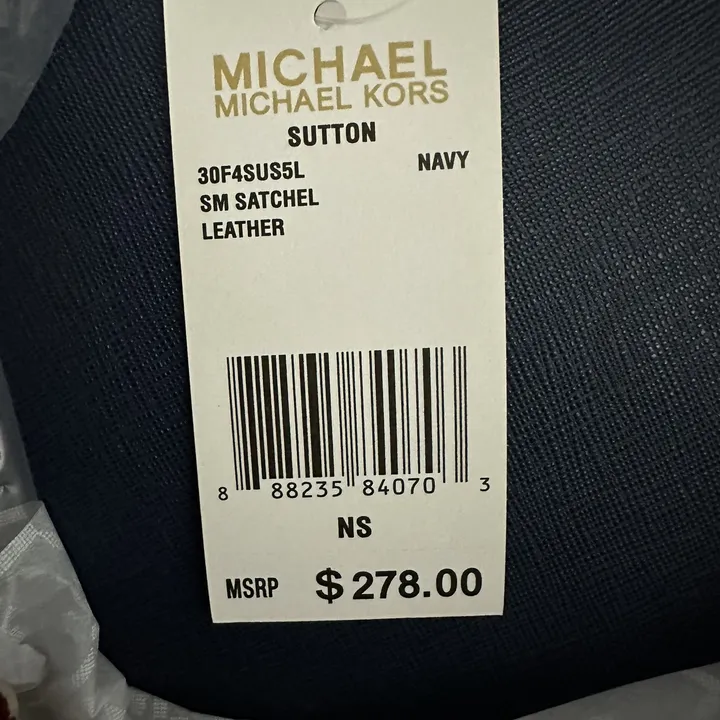 MICHAEL
MICHAEL KORS
SUTTON
30F4SUS5L NAVY
SM SATCHEL
LEATHER
8 88235 84070 3
NS
MSRP $278.00